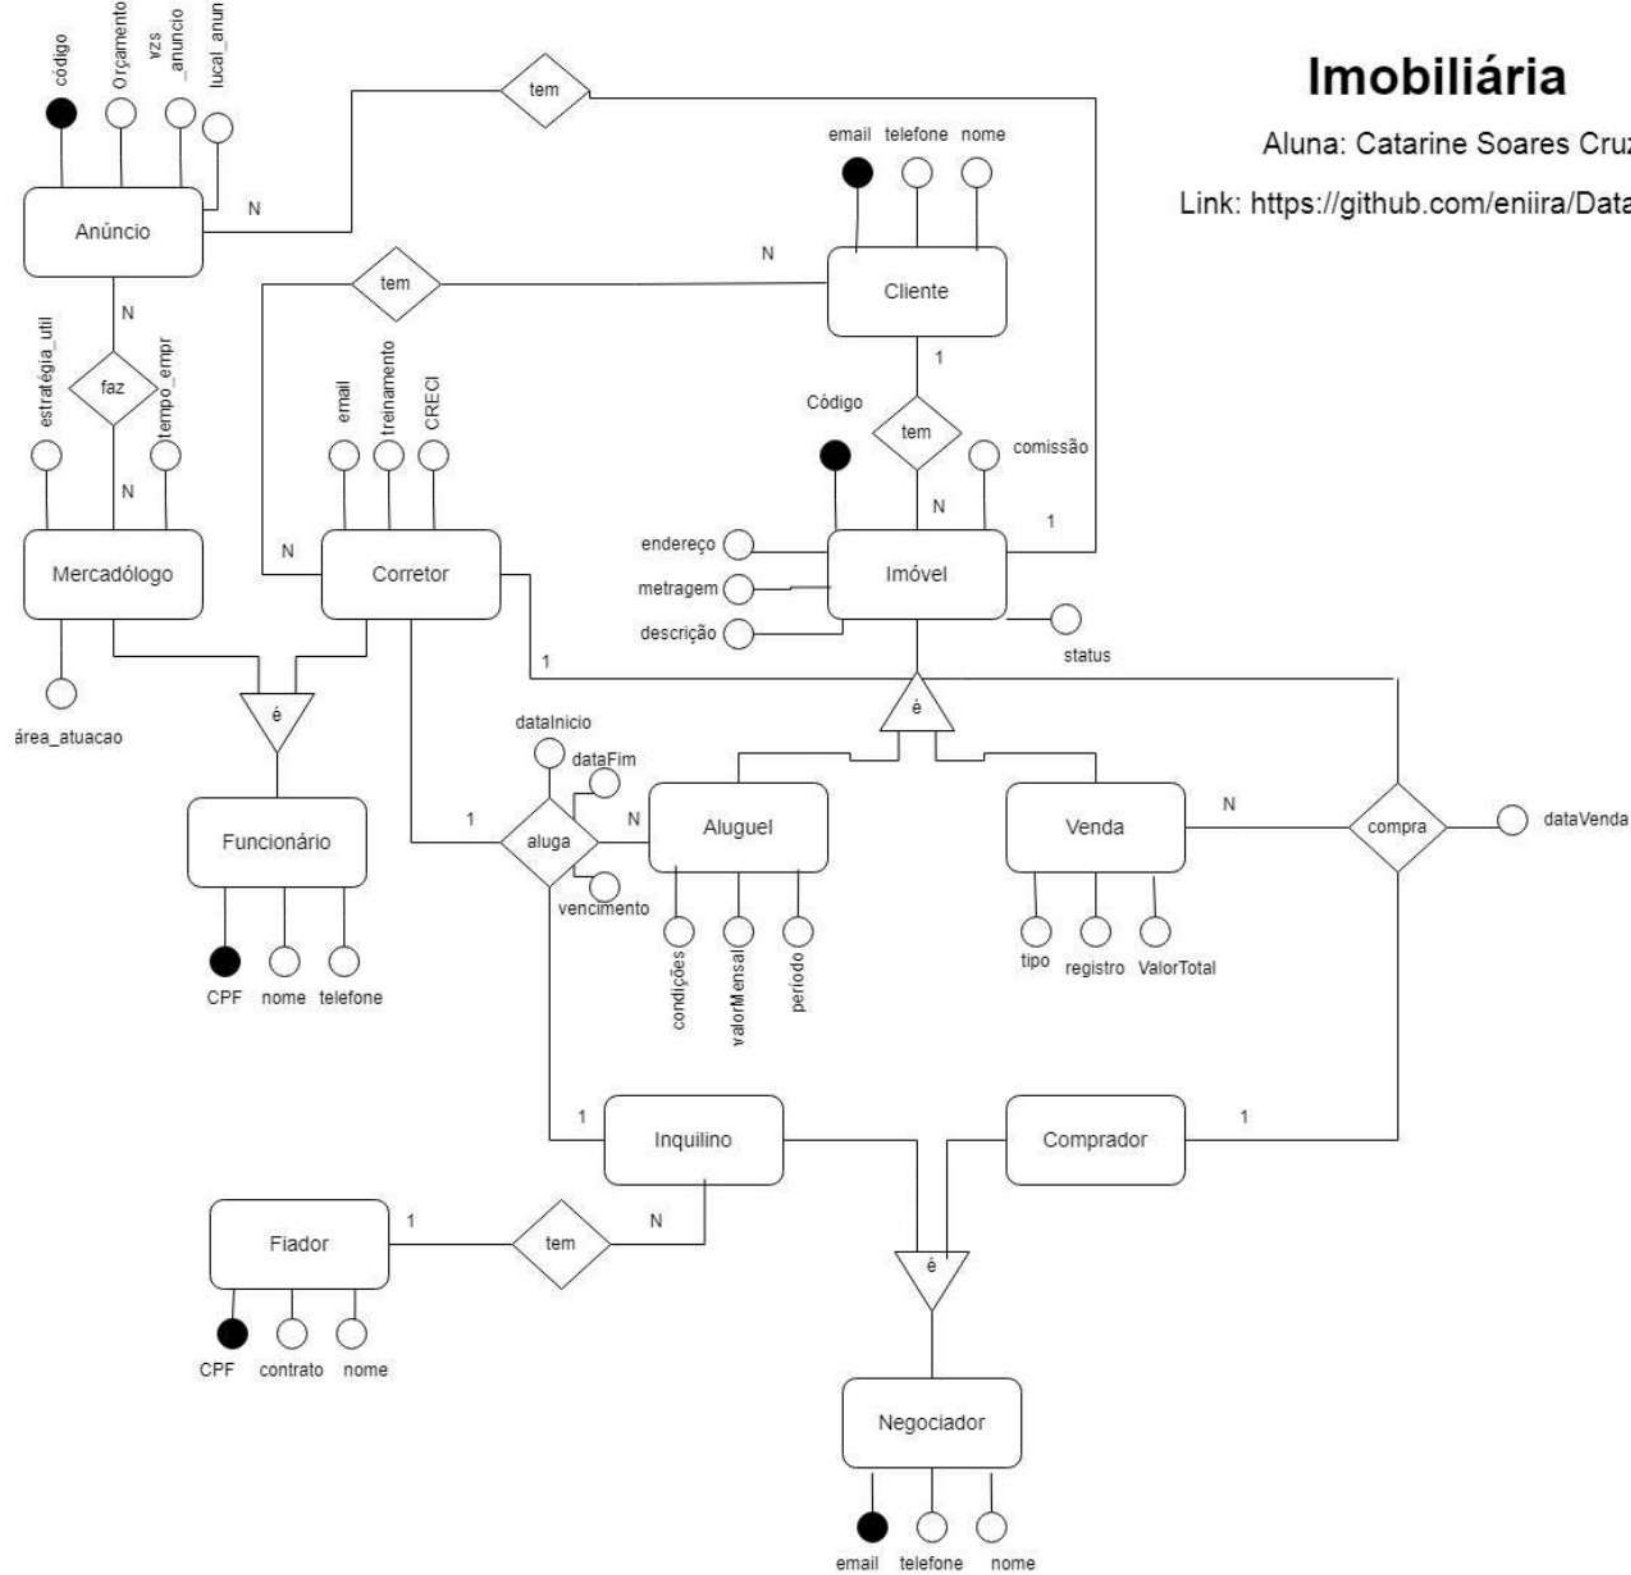 Imobiliária
Aluna: Catarine Soares Cruz
Link: https://github.com/eniira/Data
código
Orçamento
vzs
_anuncio
lucal_anun
Anúncio
N
tem
email
telefone
nome
Cliente
N
tem
1
N
faz
N
estratégia_util
tempo_empr
Mercadólogo
área_atuacao
email
treinamento
CRECI
N
Corretor
Código
tem
comissão
N
1
endereço
metragem
descrição
Imóvel
status
1
é
é
Funcionário
CPF
nome
telefone
dataInicio
dataFim
1
aluga
N
vencimento
Aluguel
condições
valorMensal
período
Venda
tipo
registro
ValorTotal
N
compra
dataVenda
1
Inquilino
Comprador
1
Fiador
1
tem
N
CPF
contrato
nome
é
Negociador
email
telefone
nome